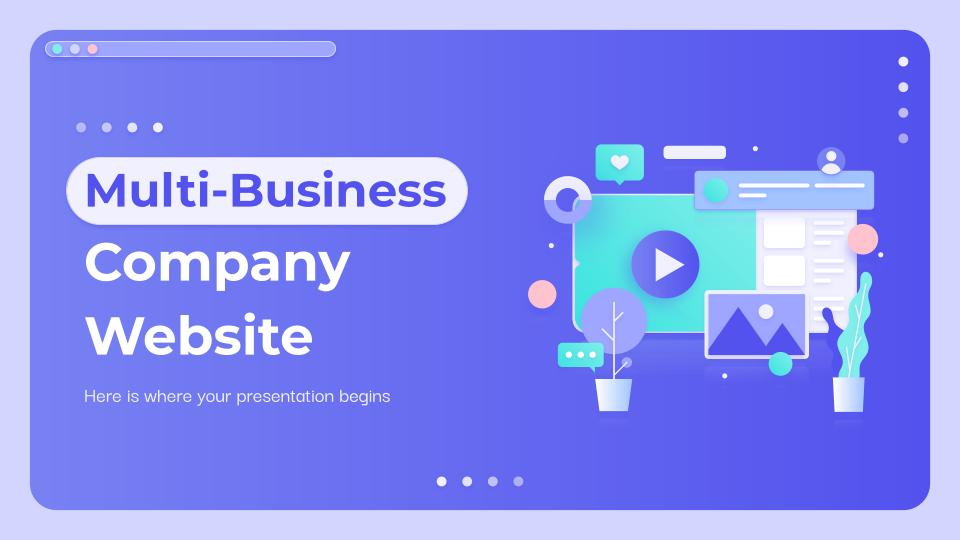 Multi-Business
Company
Website
Here is where your presentation begins